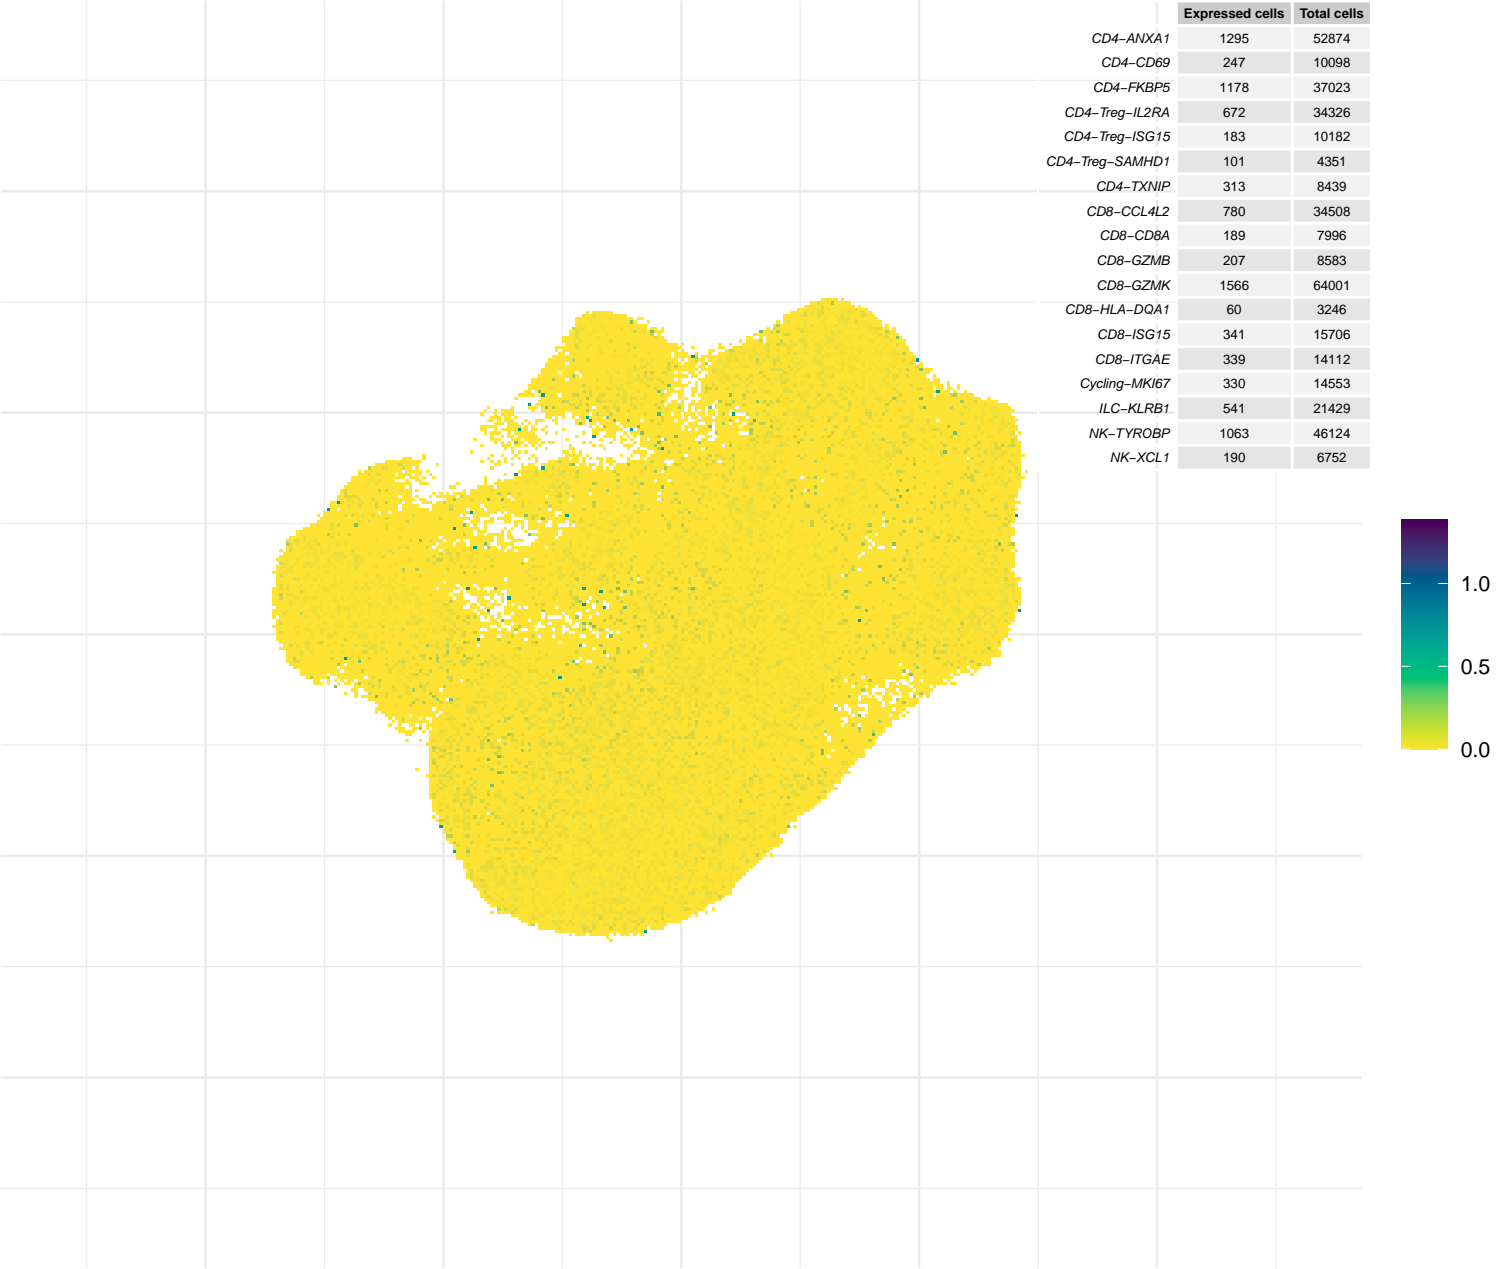 Expressed cells Total cells
CD4−ANXA1 1295 52874
CD4−CD69 247 10098
CD4−FKBP5 1178 37023
CD4−Treg−IL2RA 672 34326
CD4−Treg−ISG15 183 10182
CD4−Treg−SAMHD1 101 4351
CD4−TXNIP 313 8439
CD8−CCL4L2 780 34508
CD8−CD8A 189 7996
CD8−GZMB 207 8583
CD8−GZMK 1566 64001
CD8−HLA−DQA1 60 3246
CD8−ISG15 341 15706
CD8−ITGAE 339 14112
Cycling−MKI67 330 14553
ILC−KLRB1 541 21429
NK−TYROBP 1063 46124
NK−XCL1 190 6752
1.0
0.5
0.0